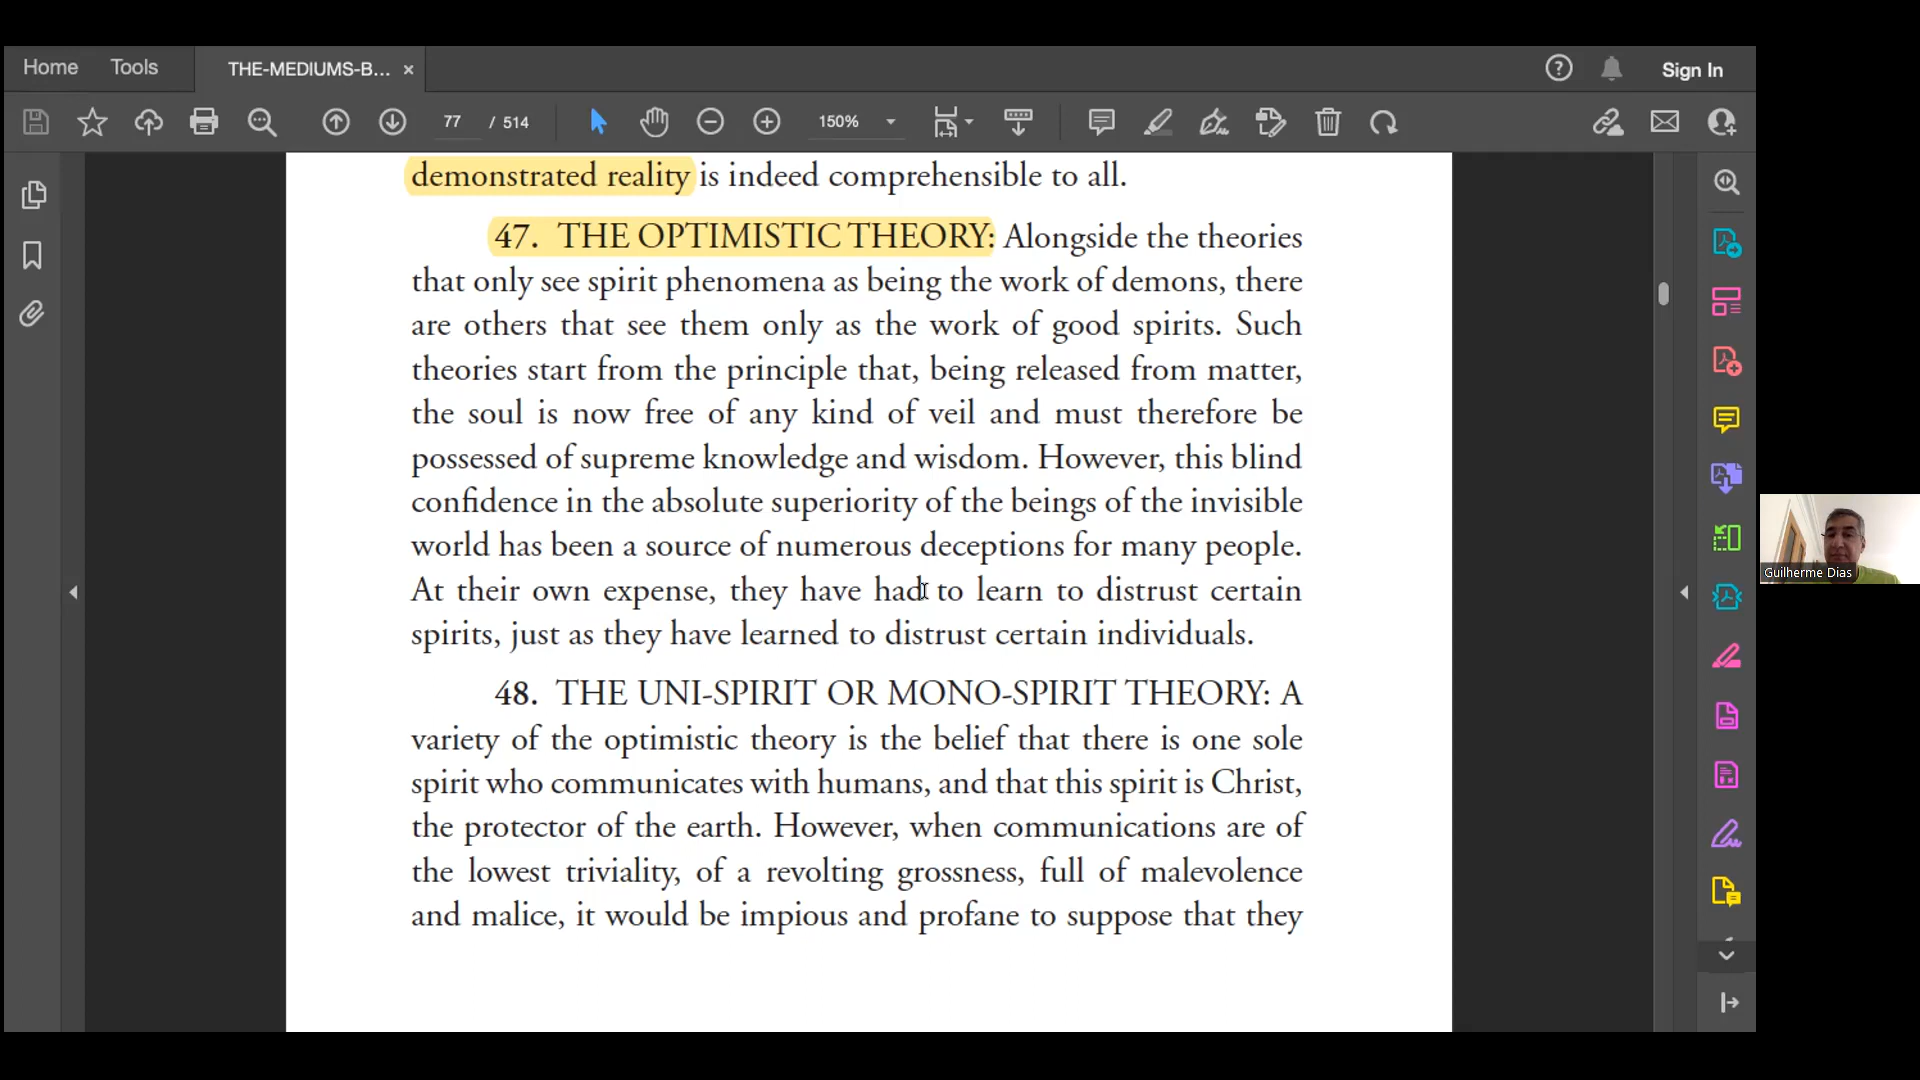 Home Tools THE-MEDIUMS-B... × Sign In
77 / 514 150%
demonstrated reality is indeed comprehensible to all.
47. THE OPTIMISTIC THEORY: Alongside the theories
that only see spirit phenomena as being the work of demons, there
are others that see them only as the work of good spirits. Such
theories start from the principle that, being released from matter,
the soul is now free of any kind of veil and must therefore be
possessed of supreme knowledge and wisdom. However, this blind
confidence in the absolute superiority of the beings of the invisible
world has been a source of numerous deceptions for many people.
At their own expense, they have had to learn to distrust certain
spirits, just as they have learned to distrust certain individuals.
48. THE UNI-SPIRIT OR MONO-SPIRIT THEORY: A
variety of the optimistic theory is the belief that there is one sole
spirit who communicates with humans, and that this spirit is Christ,
the protector of the earth. However, when communications are of
the lowest triviality, of a revolting grossness, full of malevolence
and malice, it would be impious and profane to suppose that they
Guilherme Dias